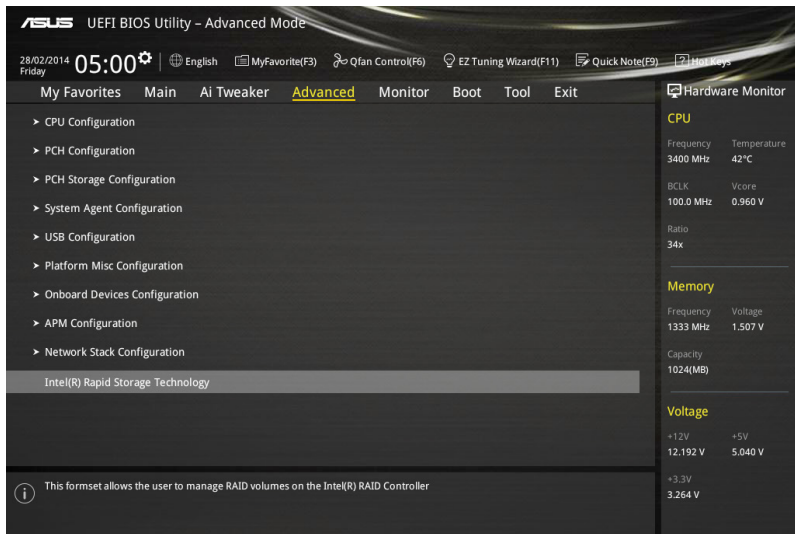 ASUS UEFI BIOS Utility – Advanced Mode
28/02/2014
Friday
05:00
English MyFavorite(F3) Qfan Control(F6) EZ Tuning Wizard(F11) Quick Note(F9) ? Hot Keys
My Favorites Main Ai Tweaker Advanced Monitor Boot Tool Exit
CPU Configuration
PCH Configuration
PCH Storage Configuration
System Agent Configuration
USB Configuration
Platform Misc Configuration
Onboard Devices Configuration
APM Configuration
Network Stack Configuration
Intel(R) Rapid Storage Technology
This formset allows the user to manage RAID volumes on the Intel(R) RAID Controller
Hardware Monitor
CPU
Frequency Temperature
3400 MHz 42°C
BCLK Vcore
100.0 MHz 0.960 V
Ratio
34x
Memory
Frequency Voltage
1333 MHz 1.507 V
Capacity
1024(MB)
Voltage
+12V +5V
12.192 V 5.040 V
+3.3V
3.264 V